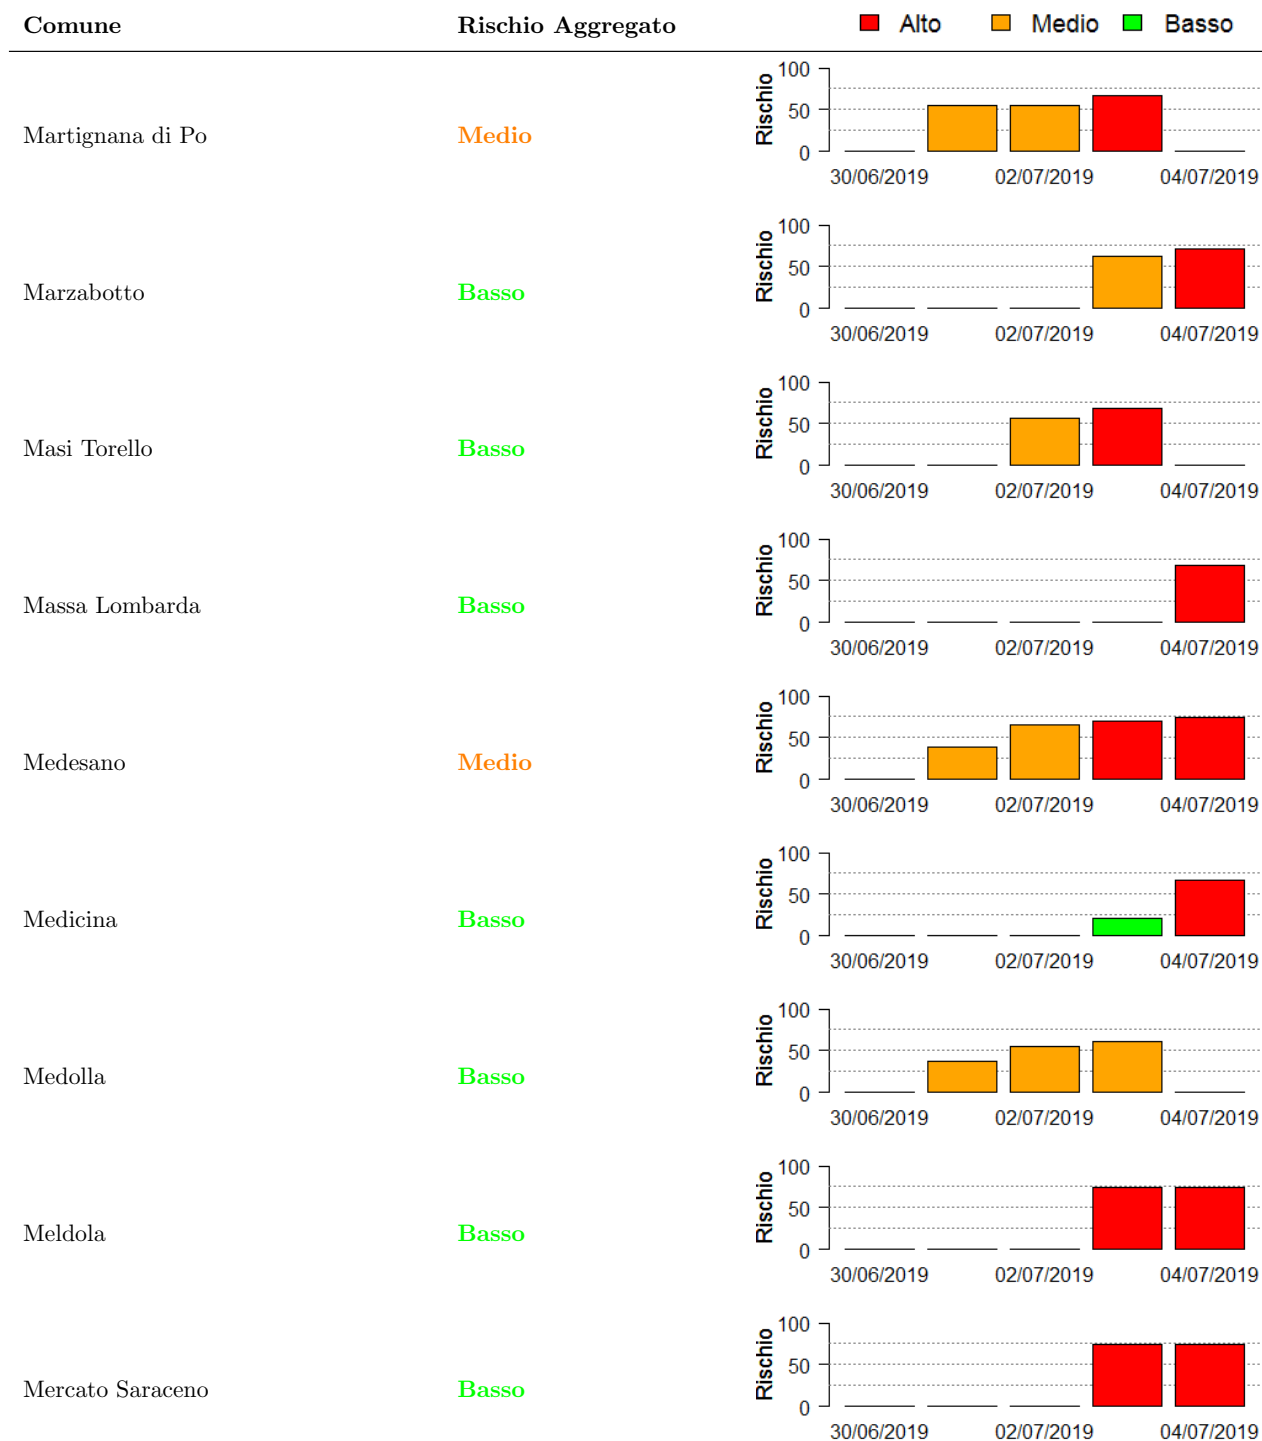 Comune Rischio Aggregato Alto Medio Basso
100
50
0
Rischio
Martignana di Po Medio
30/06/2019 02/07/2019 04/07/2019
100
50
0
Rischio
Marzabotto Basso
30/06/2019 02/07/2019 04/07/2019
100
50
0
Rischio
Masi Torello Basso
30/06/2019 02/07/2019 04/07/2019
100
50
0
Rischio
Massa Lombarda Basso
30/06/2019 02/07/2019 04/07/2019
100
50
0
Rischio
Medesano Medio
30/06/2019 02/07/2019 04/07/2019
100
50
0
Rischio
Medicina Basso
30/06/2019 02/07/2019 04/07/2019
100
50
0
Rischio
Medolla Basso
30/06/2019 02/07/2019 04/07/2019
100
50
0
Rischio
Meldola Basso
30/06/2019 02/07/2019 04/07/2019
100
50
0
Rischio
Mercato Saraceno Basso
30/06/2019 02/07/2019 04/07/2019